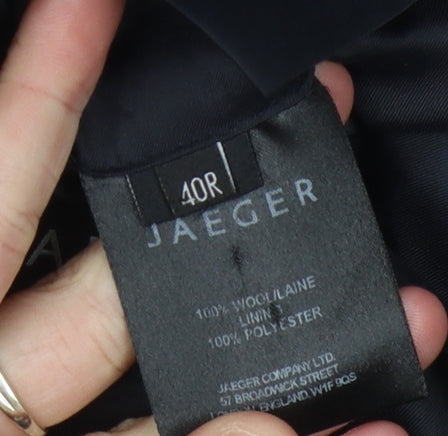 40R
JAEGER
100% WOOL/LAINE
LINING
100% POLYESTER
JAEGER COMPANY LTD.
57 BROADWICK STREET
LONDON, ENGLAND. W1F 9QS